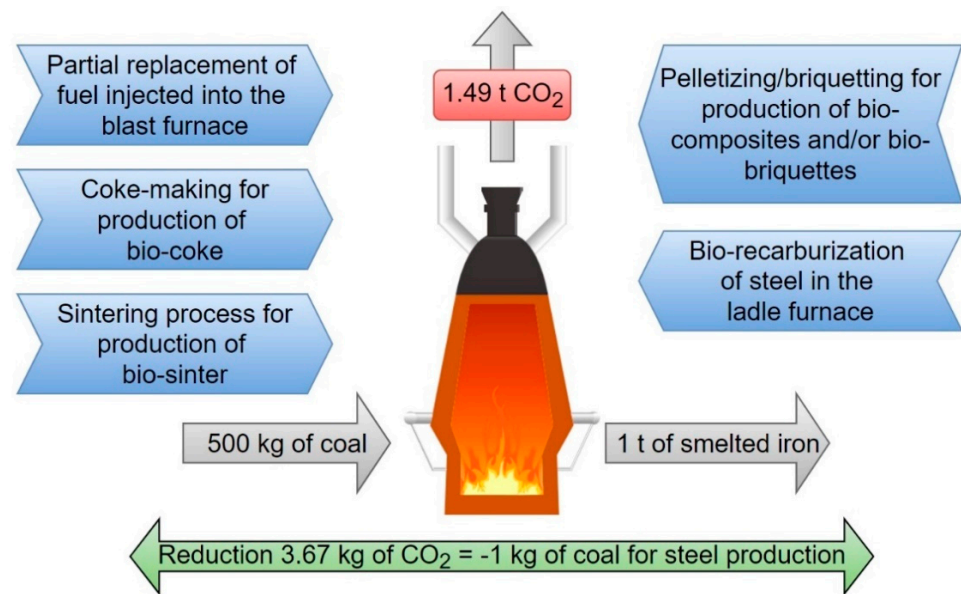 Partial replacement of
fuel injected into the
blast furnace
Coke-making for
production of
bio-coke
Sintering process for
production of
bio-sinter
1.49 t CO₂
Pelletizing/briquetting for
production of bio-
composites and/or bio-
briquettes
Bio-recarburization
of steel in the
ladle furnace
500 kg of coal
1 t of smelted iron
Reduction 3.67 kg of CO₂ = -1 kg of coal for steel production